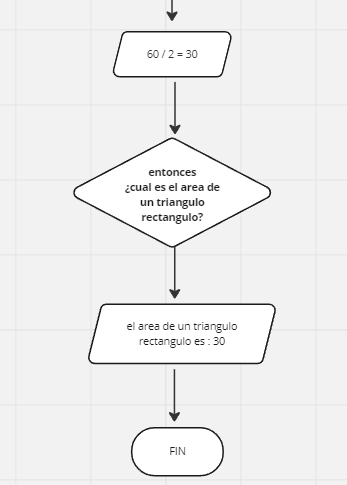 60 / 2 = 30
entonces
¿cual es el area de
un triangulo
rectangulo?
el area de un triangulo
rectangulo es : 30
FIN